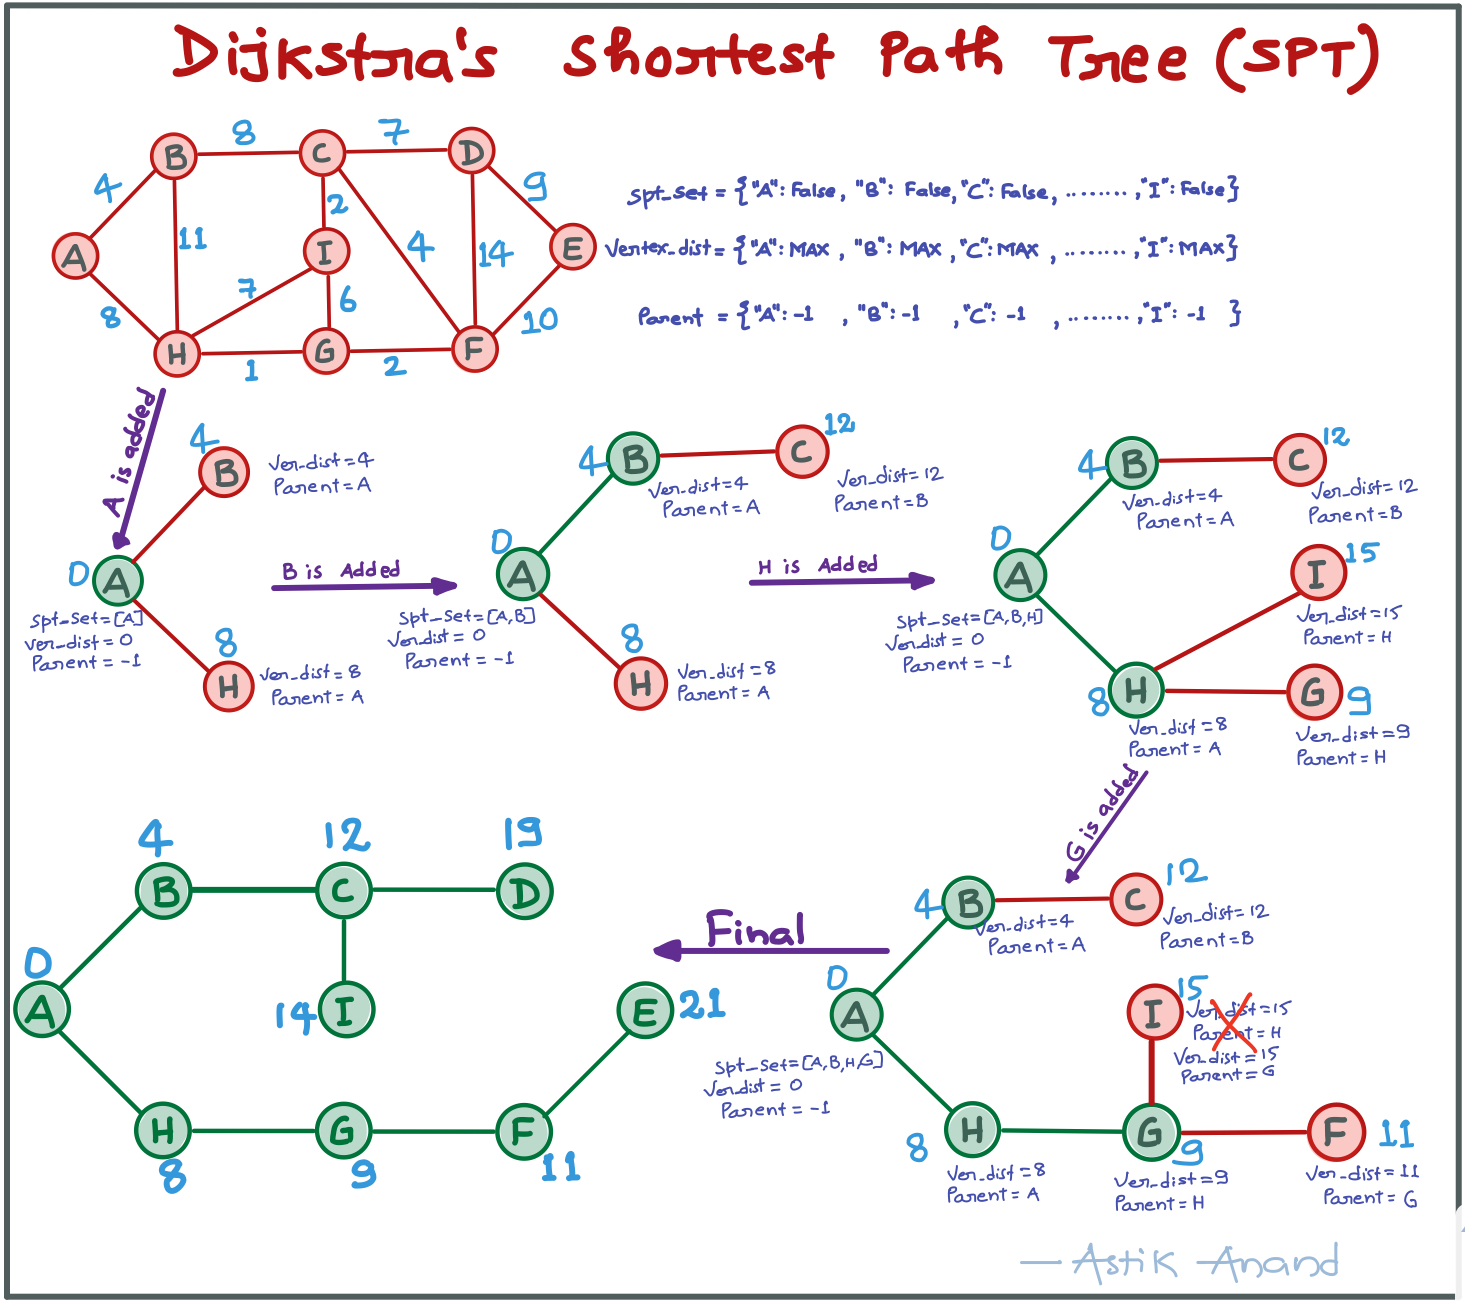 Dijkstra's Shortest Path Tree (SPT)
8 7
B C D
4 9
2
11 4 14
A I E
7 6
8 10
H G F
1 2
Spt_Set = {"A": False, "B": False, "C": False, ........, "I": False}
Vertex_dist = {"A": MAX, "B": MAX, "C": MAX, ........, "I": MAX}
Parent = {"A": -1, "B": -1, "C": -1, ........, "I": -1}
A is added
4
B
Ver_dist = 4
Parent = A
0
A
Spt_Set = [A]
Ver_dist = 0
Parent = -1
8
H
Ver_dist = 8
Parent = A
B is Added
4
B
Ver_dist = 4
Parent = A
12
C
Ver_dist = 12
Parent = B
0
A
Spt_Set = [A, B]
Ver_dist = 0
Parent = -1
8
H
Ver_dist = 8
Parent = A
H is Added
4
B
Ver_dist = 4
Parent = A
12
C
Ver_dist = 12
Parent = B
0
A
Spt_Set = [A, B, H]
Ver_dist = 0
Parent = -1
15
I
Ver_dist = 15
Parent = H
8
H
Ver_dist = 8
Parent = A
9
G
Ver_dist = 9
Parent = H
G is added
4
B
Ver_dist = 4
Parent = A
12
C
Ver_dist = 12
Parent = B
0
A
Spt_Set = [A, B, H, G]
Ver_dist = 0
Parent = -1
15
I
Ver_dist = 15
Parent = H
Ver_dist = 15
Parent = G
8
H
Ver_dist = 8
Parent = A
9
G
Ver_dist = 9
Parent = H
11
F
Ver_dist = 11
Parent = G
Final
4 12 19
B C D
0
A 14 I E 21
H G F
8 9 11
— Astik Anand